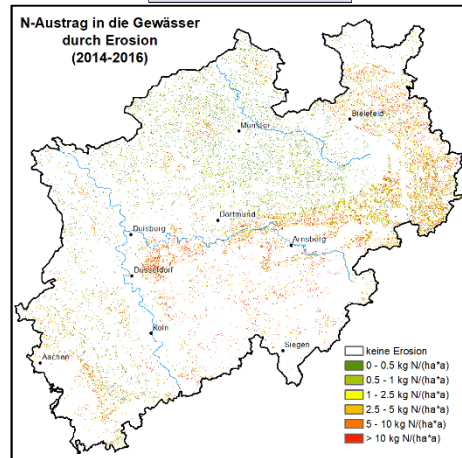 N-Austrag in die Gewässer
durch Erosion
(2014-2016)
Bielefeld
Münster
Dortmund
Duisburg
Arnsberg
Düsseldorf
Köln
Siegen
Aachen
keine Erosion
0 - 0.5 kg N/(ha*a)
0.5 - 1 kg N/(ha*a)
1 - 2.5 kg N/(ha*a)
2.5 - 5 kg N/(ha*a)
5 - 10 kg N/(ha*a)
> 10 kg N/(ha*a)